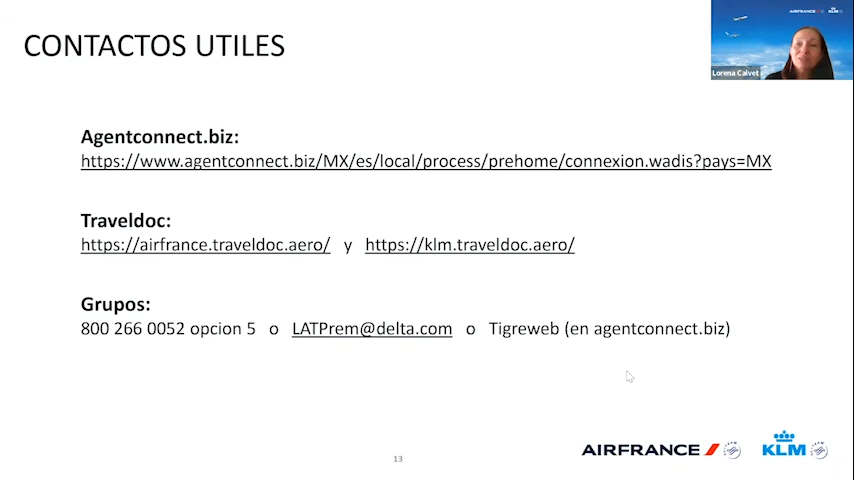 CONTACTOS UTILES
AIRFRANCE KLM
Lorena Calvet
Agentconnect.biz:
https://www.agentconnect.biz/MX/es/local/process/prehome/connexion.wadis?pays=MX
Traveldoc:
https://airfrance.traveldoc.aero/ y https://klm.traveldoc.aero/
Grupos:
800 266 0052 opcion 5 o LATPrem@delta.com o Tigreweb (en agentconnect.biz)
13
AIRFRANCE KLM